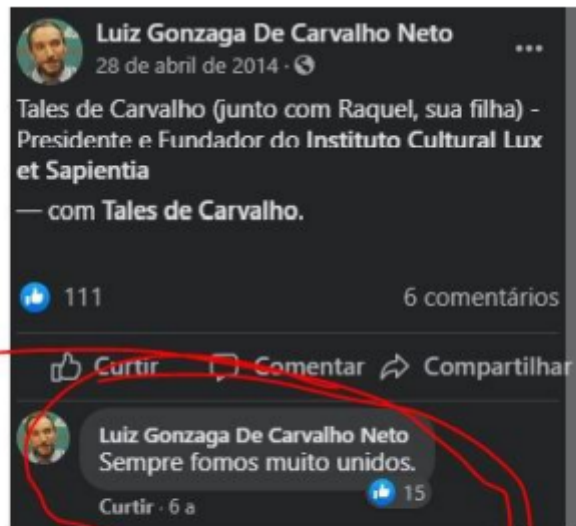 Luiz Gonzaga De Carvalho Neto
28 de abril de 2014 ·
Tales de Carvalho (junto com Raquel, sua filha) -
Presidente e Fundador do Instituto Cultural Lux
et Sapientia
— com Tales de Carvalho.
111 6 comentários
Curtir Comentar Compartilhar
Luiz Gonzaga De Carvalho Neto
Sempre fomos muito unidos.
15
Curtir · 6 a